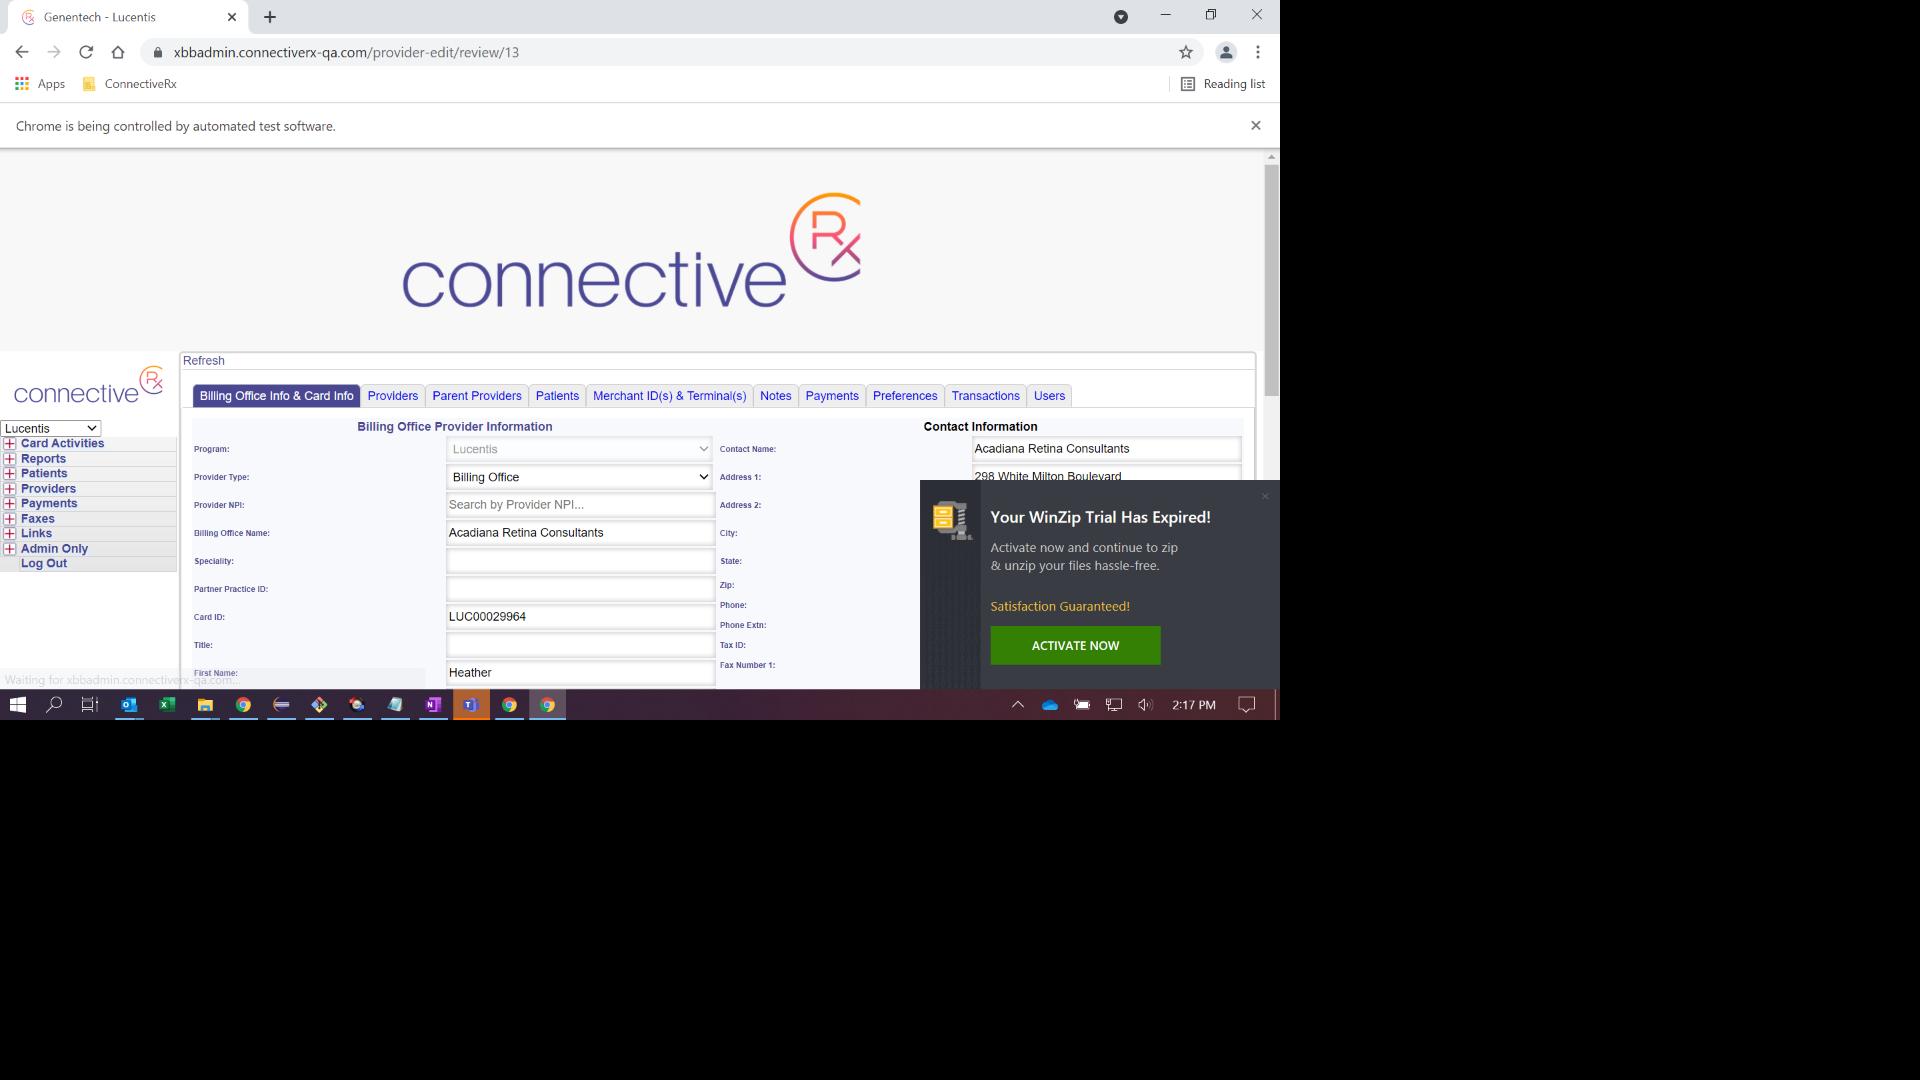 Genentech - Lucentis
xbbadmin.connectiverx-qa.com/provider-edit/review/13
Apps
ConnectiveRx
Reading list
Chrome is being controlled by automated test software.
connective Rx
connective Rx
Lucentis
Card Activities
Reports
Patients
Providers
Payments
Faxes
Links
Admin Only
Log Out
Refresh
Billing Office Info & Card Info
Providers
Parent Providers
Patients
Merchant ID(s) & Terminal(s)
Notes
Payments
Preferences
Transactions
Users
Billing Office Provider Information
Program: Lucentis
Provider Type: Billing Office
Provider NPI: Search by Provider NPI...
Billing Office Name: Acadiana Retina Consultants
Speciality:
Partner Practice ID:
Card ID: LUC00029964
Title:
First Name: Heather
Contact Information
Contact Name: Acadiana Retina Consultants
Address 1: 298 White Milton Boulevard
Address 2:
City:
State:
Zip:
Phone:
Phone Extn:
Tax ID:
Fax Number 1:
Your WinZip Trial Has Expired!
Activate now and continue to zip
& unzip your files hassle-free.
Satisfaction Guaranteed!
ACTIVATE NOW
Waiting for xbbadmin.connectiverx-qa.com...
2:17 PM